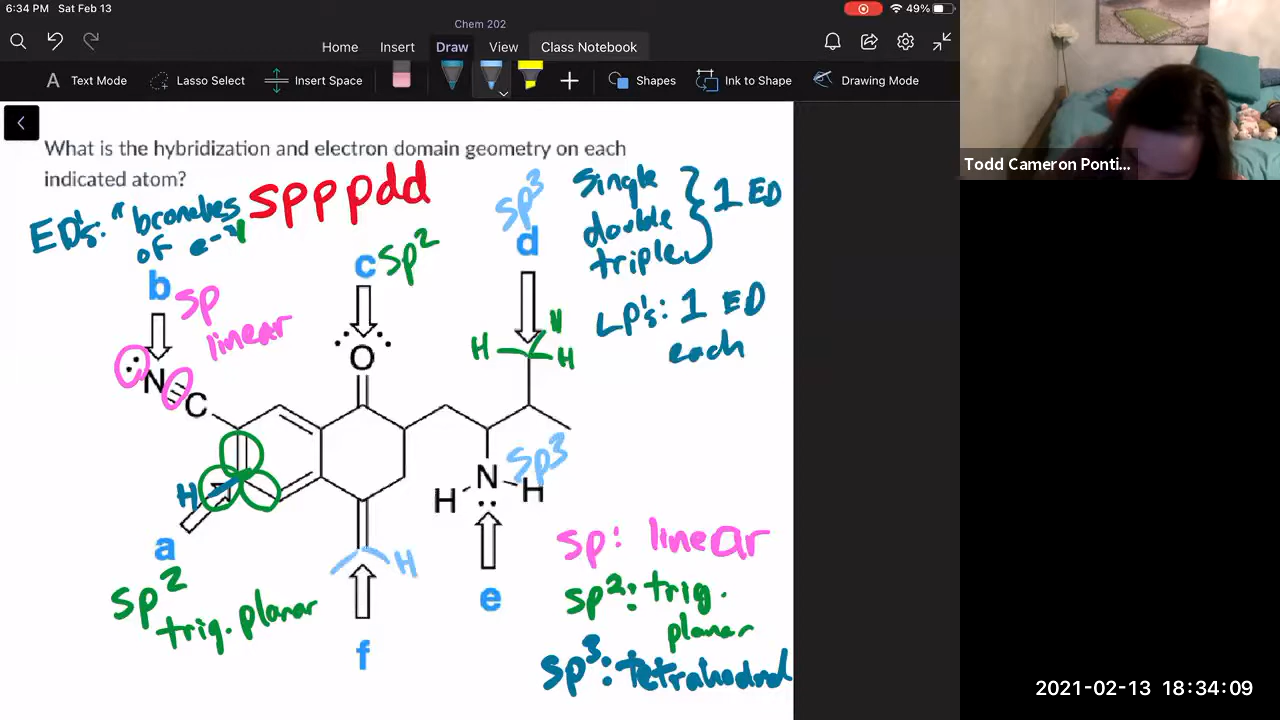 6:34 PM Sat Feb 13
49%
Chem 202
Home Insert Draw View Class Notebook
Text Mode Lasso Select Insert Space Shapes Ink to Shape Drawing Mode
Todd Cameron Ponti...
What is the hybridization and electron domain geometry on each
indicated atom?
ED's: "branches
of e-"
spppdd
sp3
d
single
double
triple
1 ED
LP's: 1 ED
each
b
sp
linear
c sp2
N
C
O
H
H
H
N
sp3
H
H
H
a
sp2
trig. planar
H
f
e
sp: linear
sp2: trig.
planar
sp3: tetrahedral
2021-02-13 18:34:09